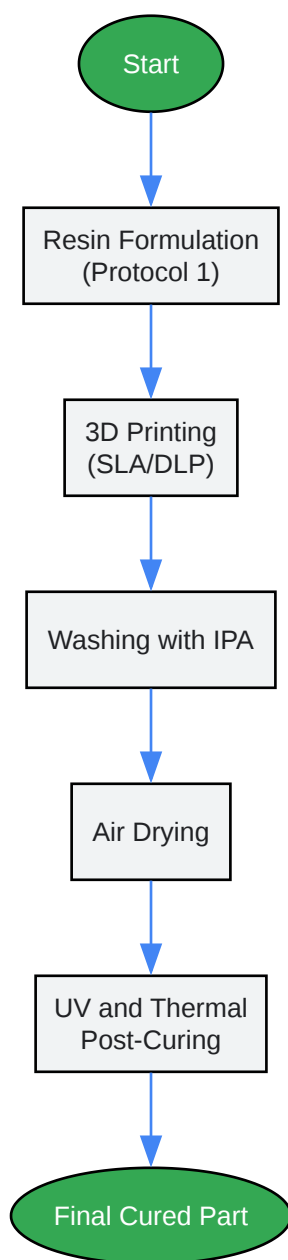 Start
Resin Formulation
(Protocol 1)
3D Printing
(SLA/DLP)
Washing with IPA
Air Drying
UV and Thermal
Post-Curing
Final Cured Part